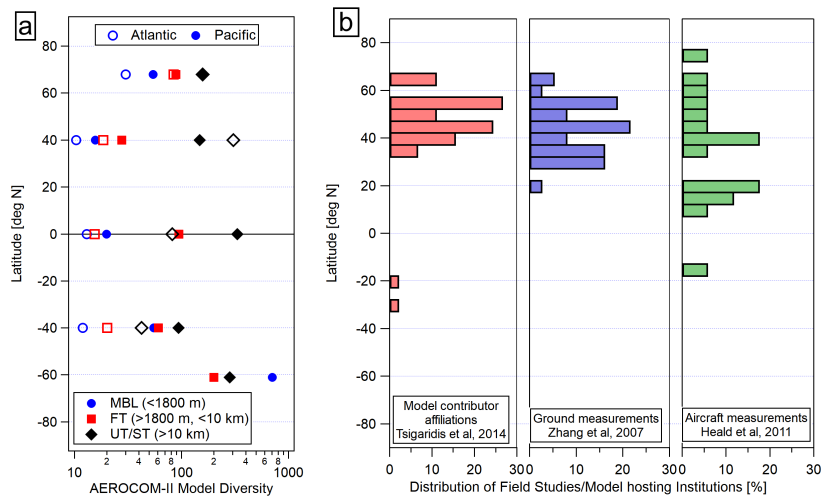 a
Atlantic Pacific
80
60
40
20
0
-20
-40
-60
-80
Latitude [deg N]
MBL (<1800 m)
FT (>1800 m, <10 km)
UT/ST (>10 km)
10 2 4 6 8 100 2 4 6 8 1000
AEROCOM-II Model Diversity
b
80
60
40
20
0
-20
-40
-60
-80
Latitude [deg N]
Model contributor
affiliations
Tsigaridis et al, 2014
Ground measurements
Zhang et al, 2007
Aircraft measurements
Heald et al, 2011
0 10 20 30 0 10 20 30 0 10 20 30
Distribution of Field Studies/Model hosting Institutions [%]